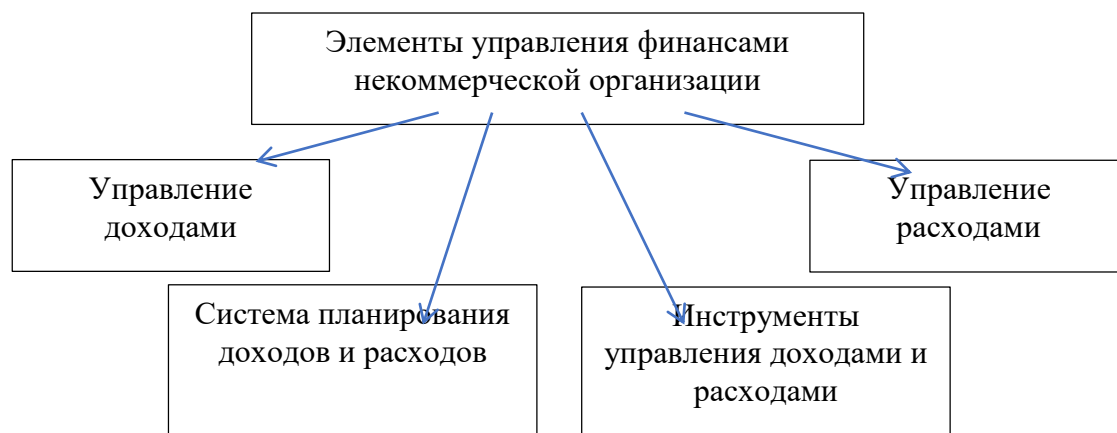 Элементы управления финансами
некоммерческой организации
Управление
доходами
Управление
расходами
Система планирования
доходов и расходов
Инструменты
управления доходами и
расходами